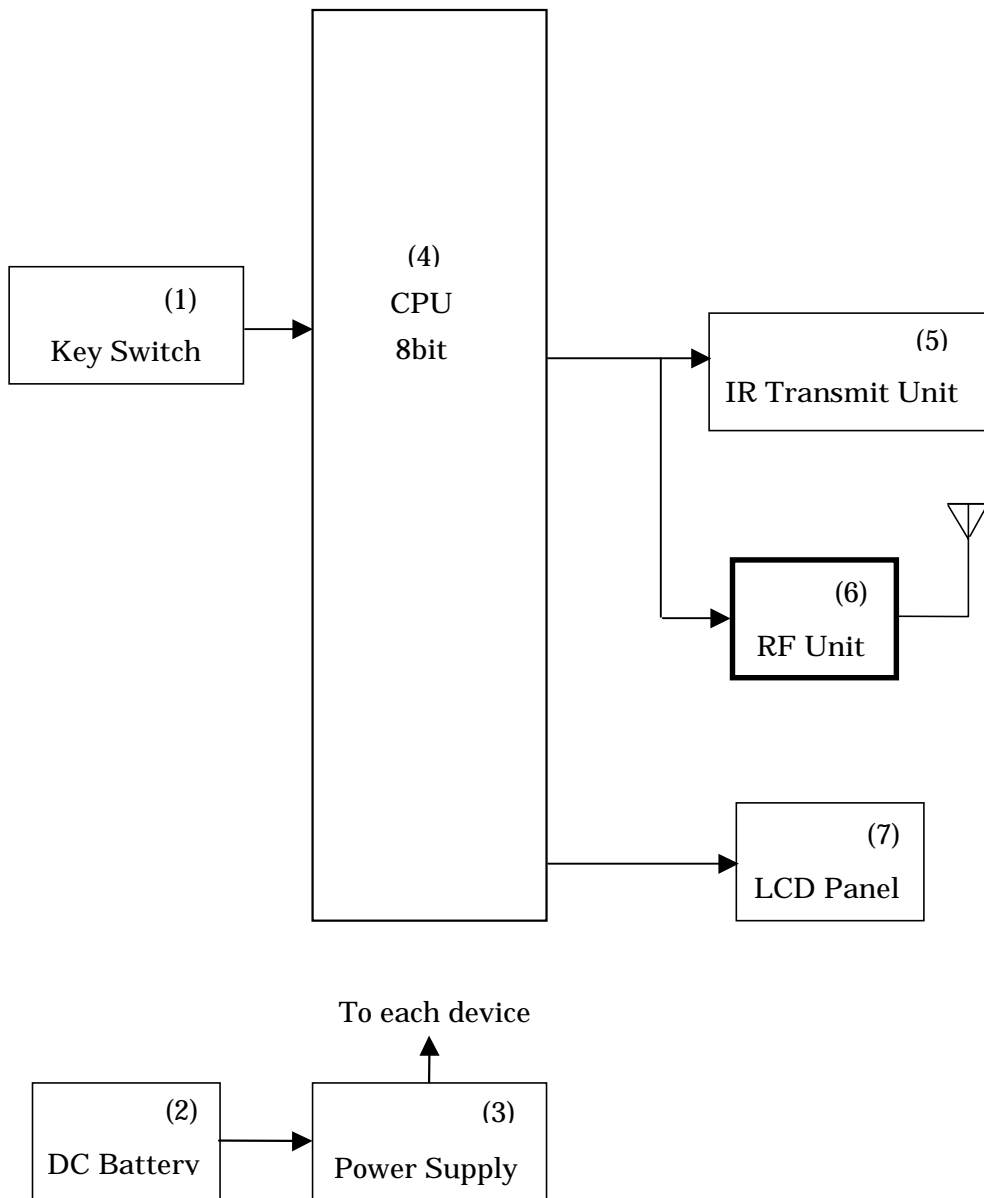 (4)
CPU
8bit
(1)
Key Switch
(5)
IR Transmit Unit
(6)
RF Unit
(7)
LCD Panel
To each device
(2)
DC Battery
(3)
Power Supply